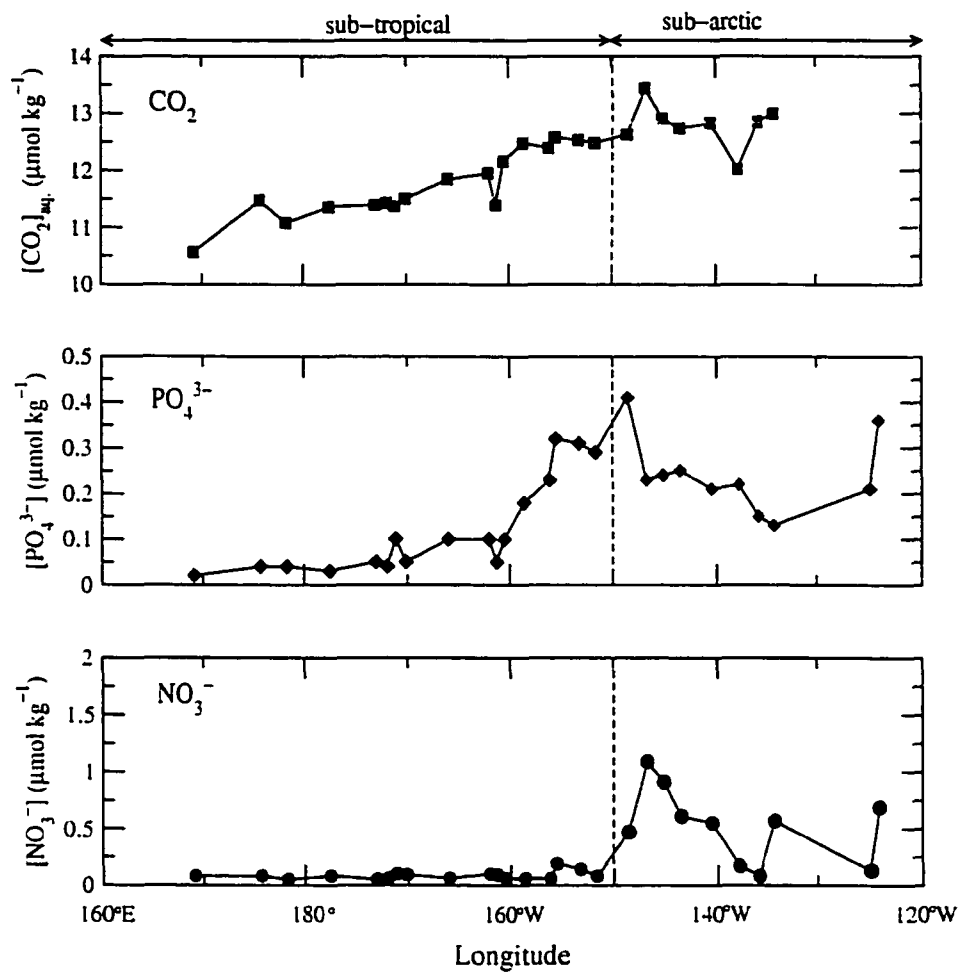 sub–tropical
sub–arctic
14
13
12
11
10
CO₂
[CO₂]aq. (μmol kg⁻¹)
0.5
0.4
0.3
0.2
0.1
0
PO₄³⁻
[PO₄³⁻] (μmol kg⁻¹)
2
1.5
1
0.5
0
NO₃⁻
[NO₃⁻] (μmol kg⁻¹)
160°E
180°
160°W
140°W
120°W
Longitude